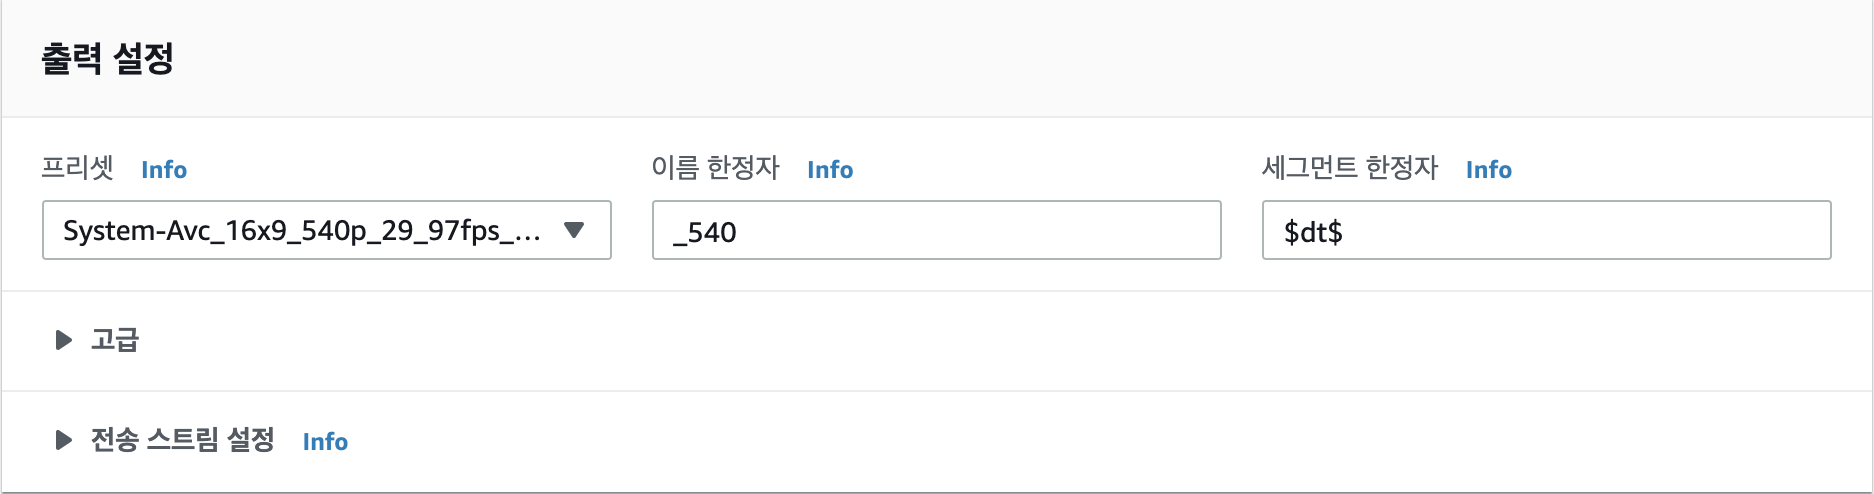 출력 설정
프리셋 Info 이름 한정자 Info 세그먼트 한정자 Info
System-Avc_16x9_540p_29_97fps_... _540 $dt$
고급
전송 스트림 설정 Info